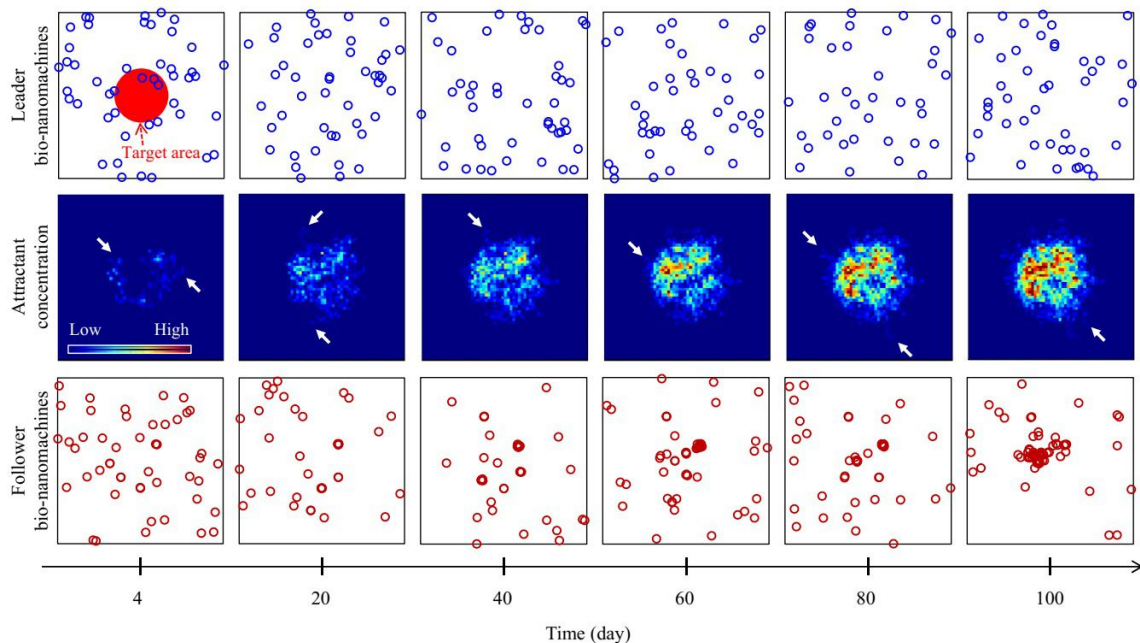 Leader
bio-nanomachines
Target area
Attractant
concentration
Low High
Follower
bio-nanomachines
4 20 40 60 80 100
Time (day)